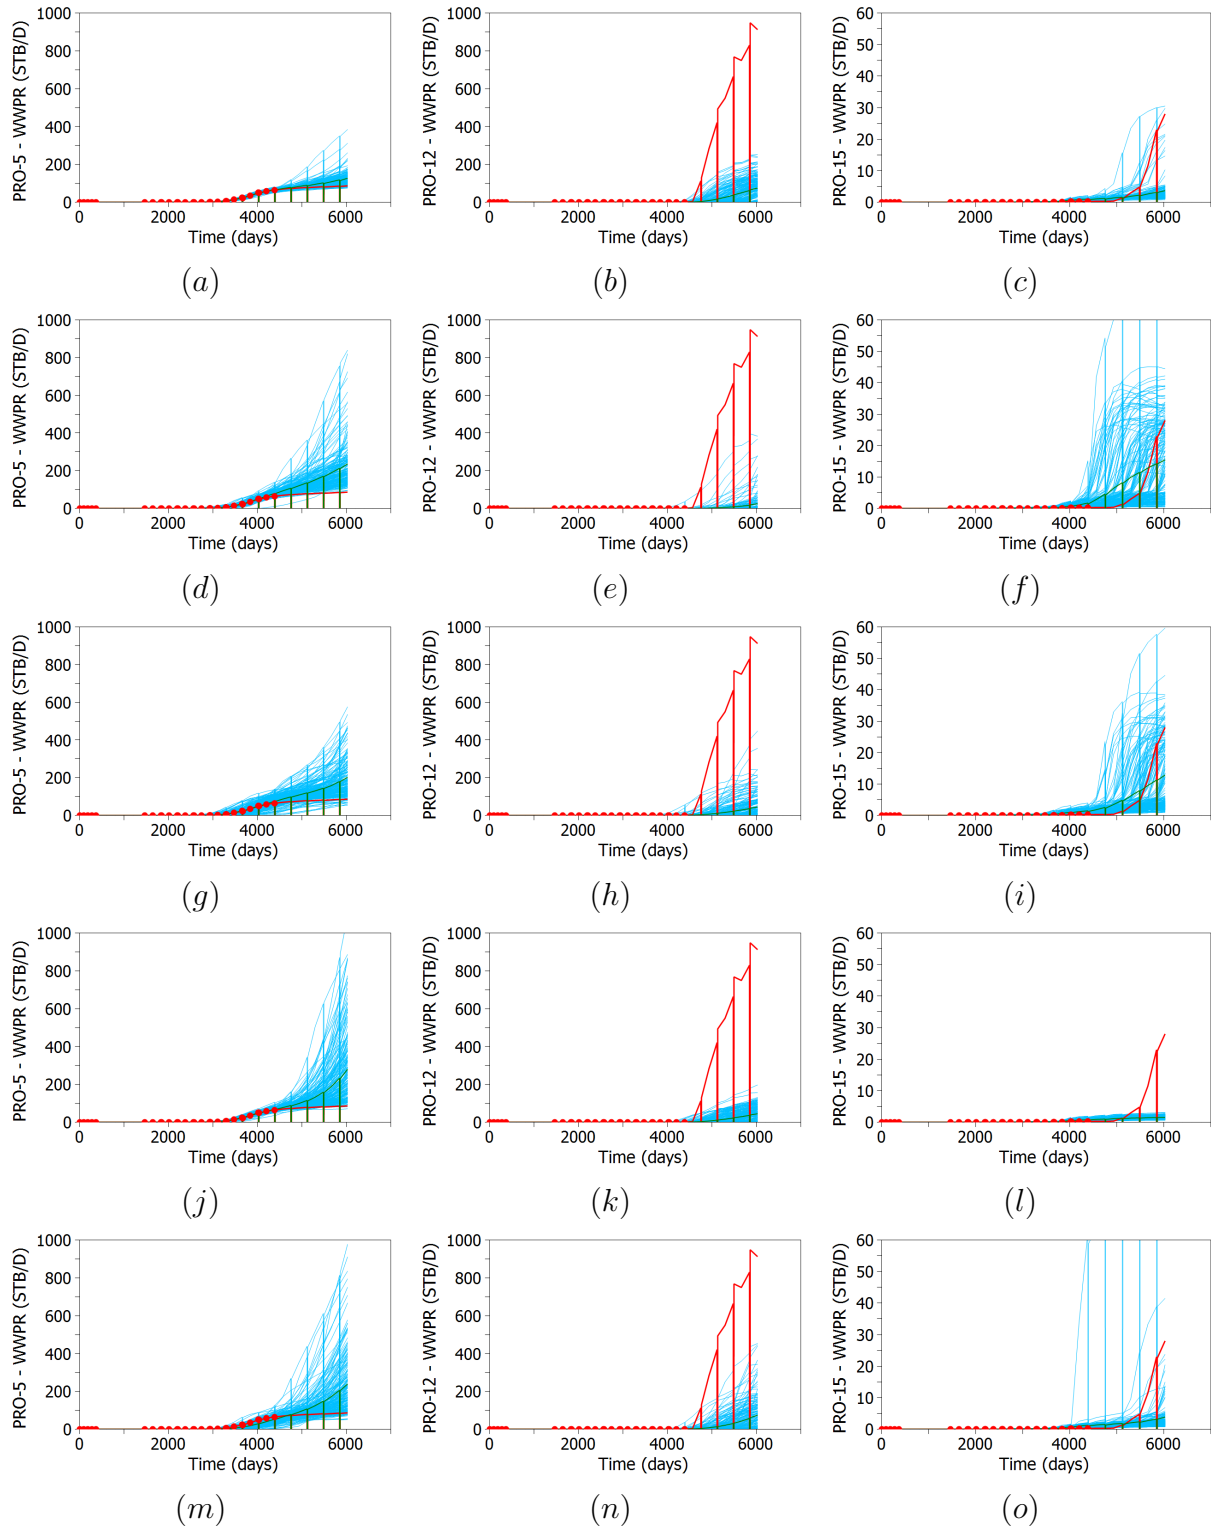 PRO-5 - WWPR (STB/D)
1000
800
600
400
200
0
0 2000 4000 6000
Time (days)
(a)
PRO-12 - WWPR (STB/D)
1000
800
600
400
200
0
0 2000 4000 6000
Time (days)
(b)
PRO-15 - WWPR (STB/D)
60
50
40
30
20
10
0
0 2000 4000 6000
Time (days)
(c)
PRO-5 - WWPR (STB/D)
1000
800
600
400
200
0
0 2000 4000 6000
Time (days)
(d)
PRO-12 - WWPR (STB/D)
1000
800
600
400
200
0
0 2000 4000 6000
Time (days)
(e)
PRO-15 - WWPR (STB/D)
60
50
40
30
20
10
0
0 2000 4000 6000
Time (days)
(f)
PRO-5 - WWPR (STB/D)
1000
800
600
400
200
0
0 2000 4000 6000
Time (days)
(g)
PRO-12 - WWPR (STB/D)
1000
800
600
400
200
0
0 2000 4000 6000
Time (days)
(h)
PRO-15 - WWPR (STB/D)
60
50
40
30
20
10
0
0 2000 4000 6000
Time (days)
(i)
PRO-5 - WWPR (STB/D)
1000
800
600
400
200
0
0 2000 4000 6000
Time (days)
(j)
PRO-12 - WWPR (STB/D)
1000
800
600
400
200
0
0 2000 4000 6000
Time (days)
(k)
PRO-15 - WWPR (STB/D)
60
50
40
30
20
10
0
0 2000 4000 6000
Time (days)
(l)
PRO-5 - WWPR (STB/D)
1000
800
600
400
200
0
0 2000 4000 6000
Time (days)
(m)
PRO-12 - WWPR (STB/D)
1000
800
600
400
200
0
0 2000 4000 6000
Time (days)
(n)
PRO-15 - WWPR (STB/D)
60
50
40
30
20
10
0
0 2000 4000 6000
Time (days)
(o)